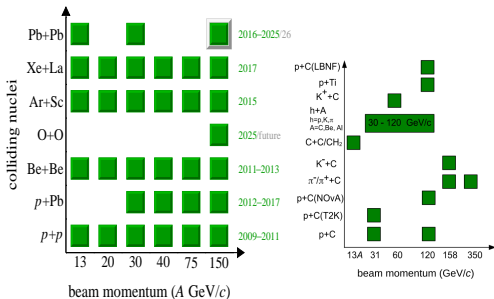 colliding nuclei
Pb+Pb
2016–2025/26
Xe+La
2017
Ar+Sc
2015
O+O
2025/future
Be+Be
2011–2013
p+Pb
2012–2017
p+p
2009–2011
13 20 30 40 75 150
beam momentum (A GeV/c)
p+C(LBNF)
p+Ti
K⁺+C
h+A
h=p,K,π
A=C,Be, Al
30 - 120 GeV/c
C+C/CH₂
K⁻+C
π⁻/π⁺+C
p+C(NOvA)
p+C(T2K)
p+C
13A 31 60 120 158 350
beam momentum (GeV/c)